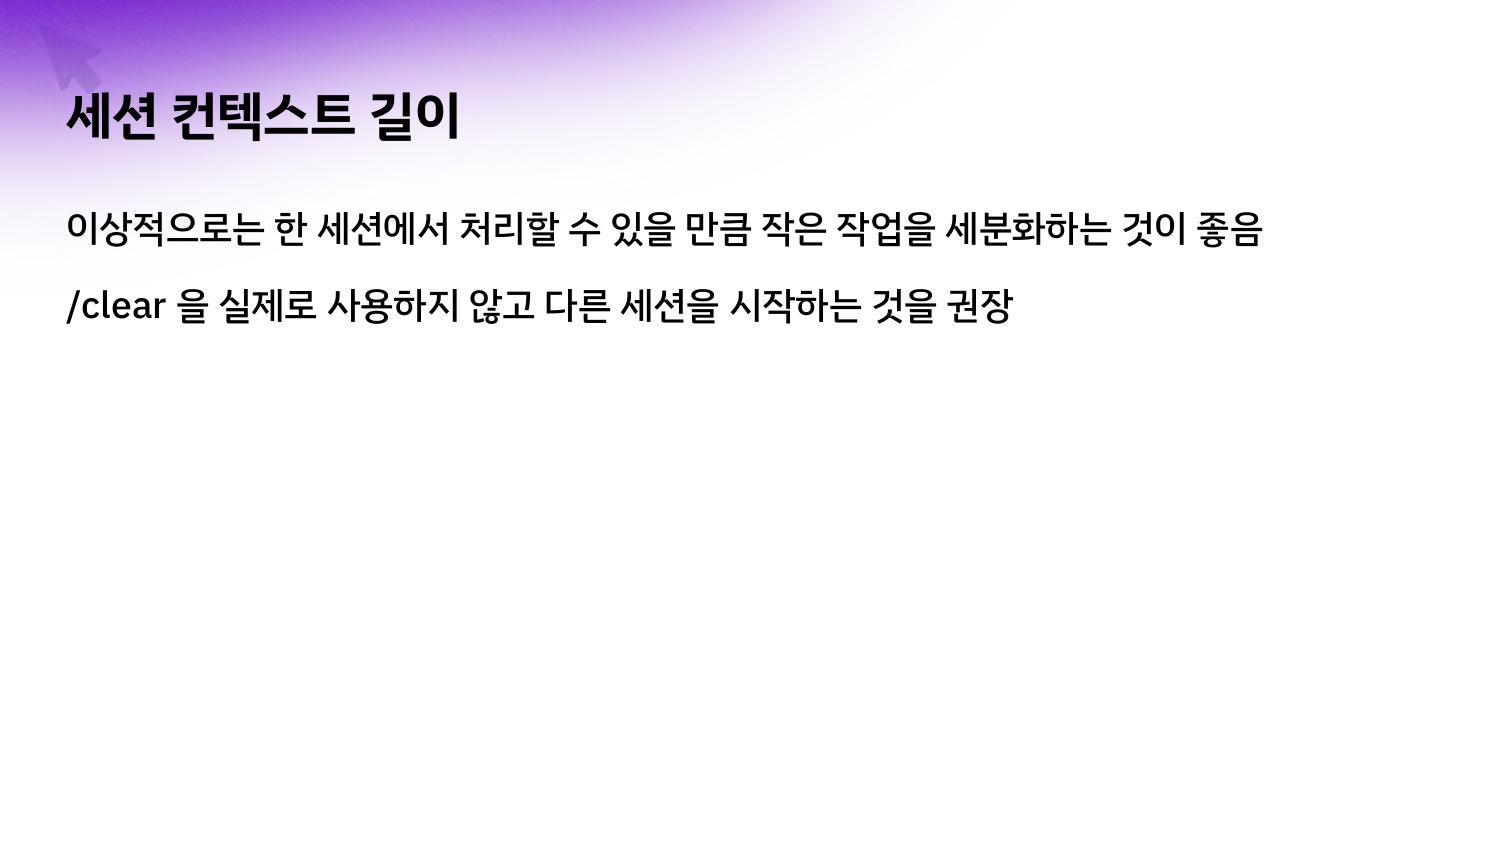 세션 컨텍스트 길이
이상적으로는 한 세션에서 처리할 수 있을 만큼 작은 작업을 세분화하는 것이 좋음
/clear 을 실제로 사용하지 않고 다른 세션을 시작하는 것을 권장